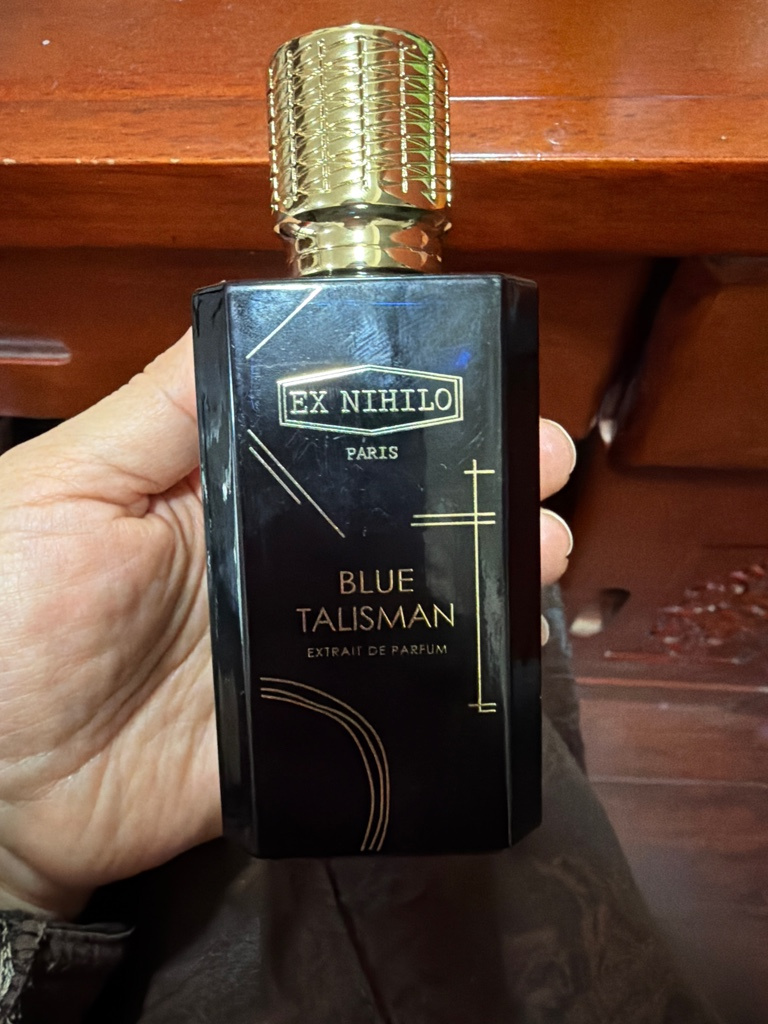 EX NIHILO
PARIS
BLUE
TALISMAN
EXTRAIT DE PARFUM